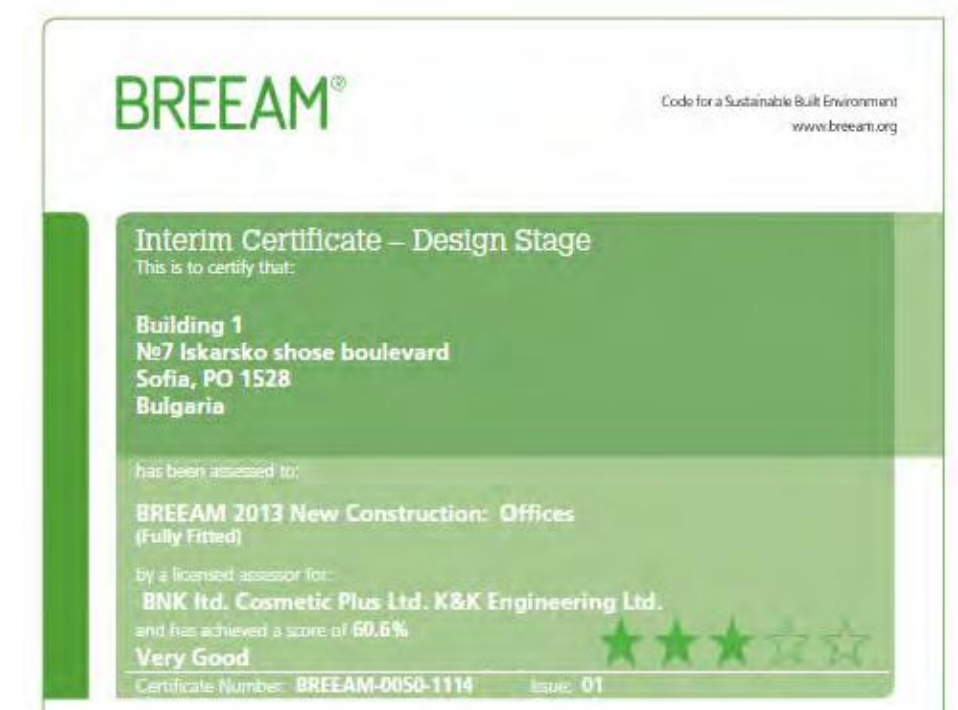 BREEAM®
Code for a Sustainable Built Environment
www.breeam.org
Interim Certificate – Design Stage
This is to certify that:
Building 1
№7 Iskarsko shose boulevard
Sofia, PO 1528
Bulgaria
has been assessed to:
BREEAM 2013 New Construction: Offices
(Fully Fitted)
by a licensed assessor for:
BNK ltd. Cosmetic Plus Ltd. K&K Engineering Ltd.
and has achieved a score of 60.6%
Very Good
Certificate Number: BREEAM-0050-1114 Issue: 01